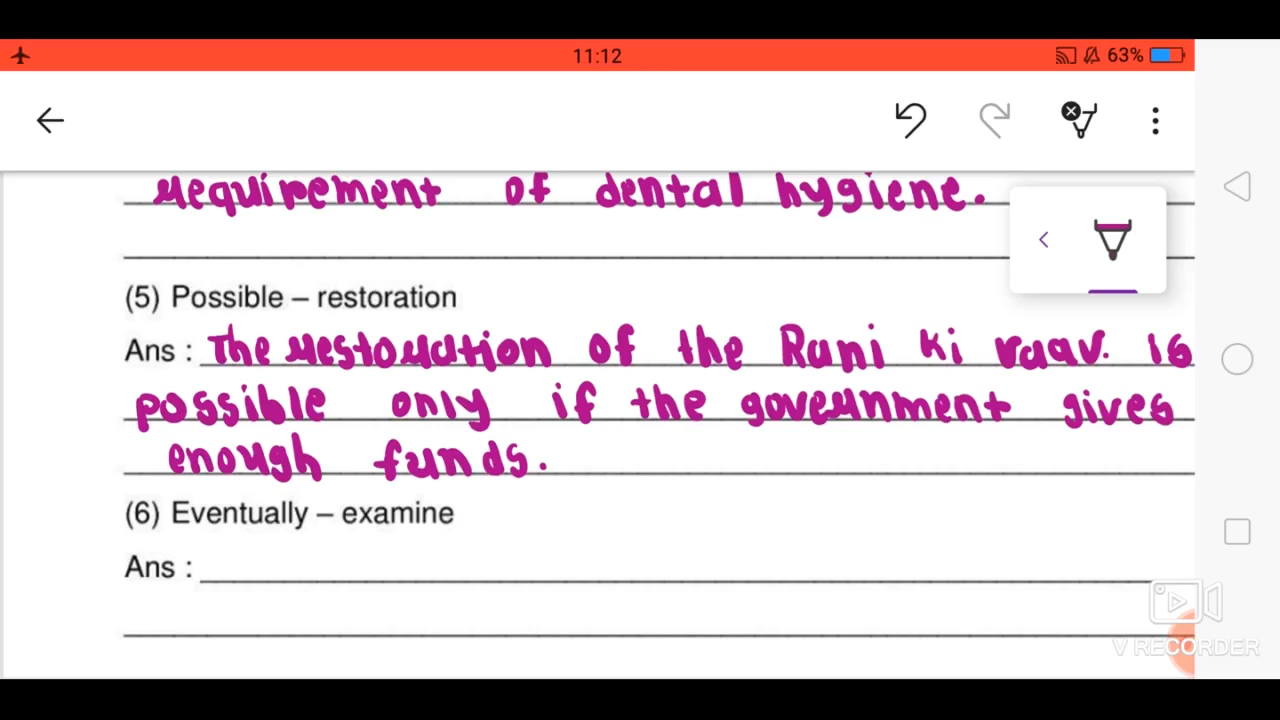 11:12
63%
requirement of dental hygiene.
(5) Possible – restoration
Ans : The restoration of the Rani ki vaav. is
possible only if the government gives
enough funds.
(6) Eventually – examine
Ans :
V RECORDER